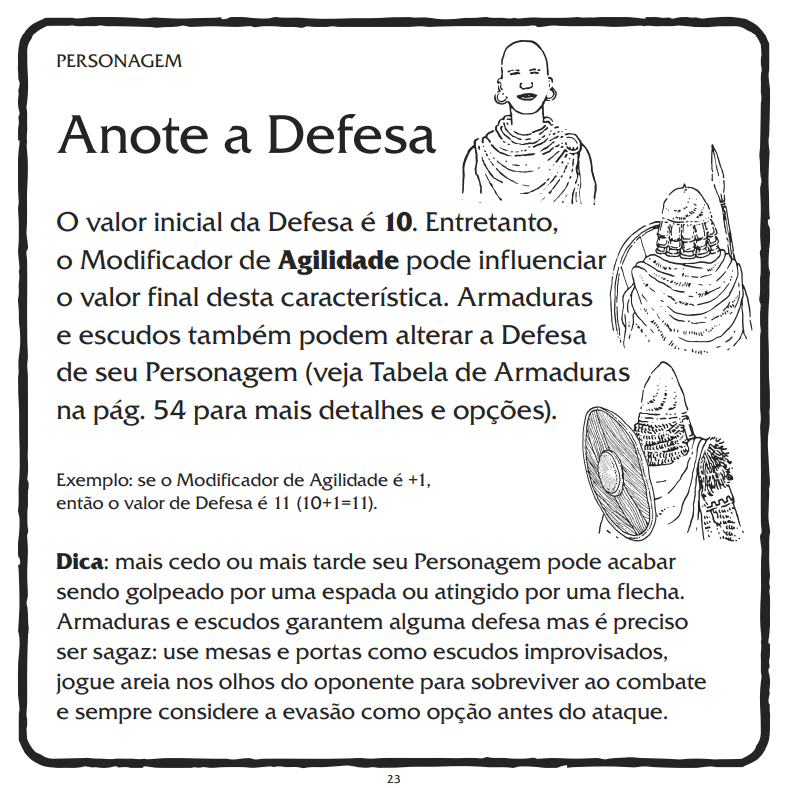 PERSONAGEM
Anote a Defesa
O valor inicial da Defesa é 10. Entretanto,
o Modificador de Agilidade pode influenciar
o valor final desta característica. Armaduras
e escudos também podem alterar a Defesa
de seu Personagem (veja Tabela de Armaduras
na pág. 54 para mais detalhes e opções).
Exemplo: se o Modificador de Agilidade é +1,
então o valor de Defesa é 11 (10+1=11).
Dica: mais cedo ou mais tarde seu Personagem pode acabar
sendo golpeado por uma espada ou atingido por uma flecha.
Armaduras e escudos garantem alguma defesa mas é preciso
ser sagaz: use mesas e portas como escudos improvisados,
jogue areia nos olhos do oponente para sobreviver ao combate
e sempre considere a evasão como opção antes do ataque.
23